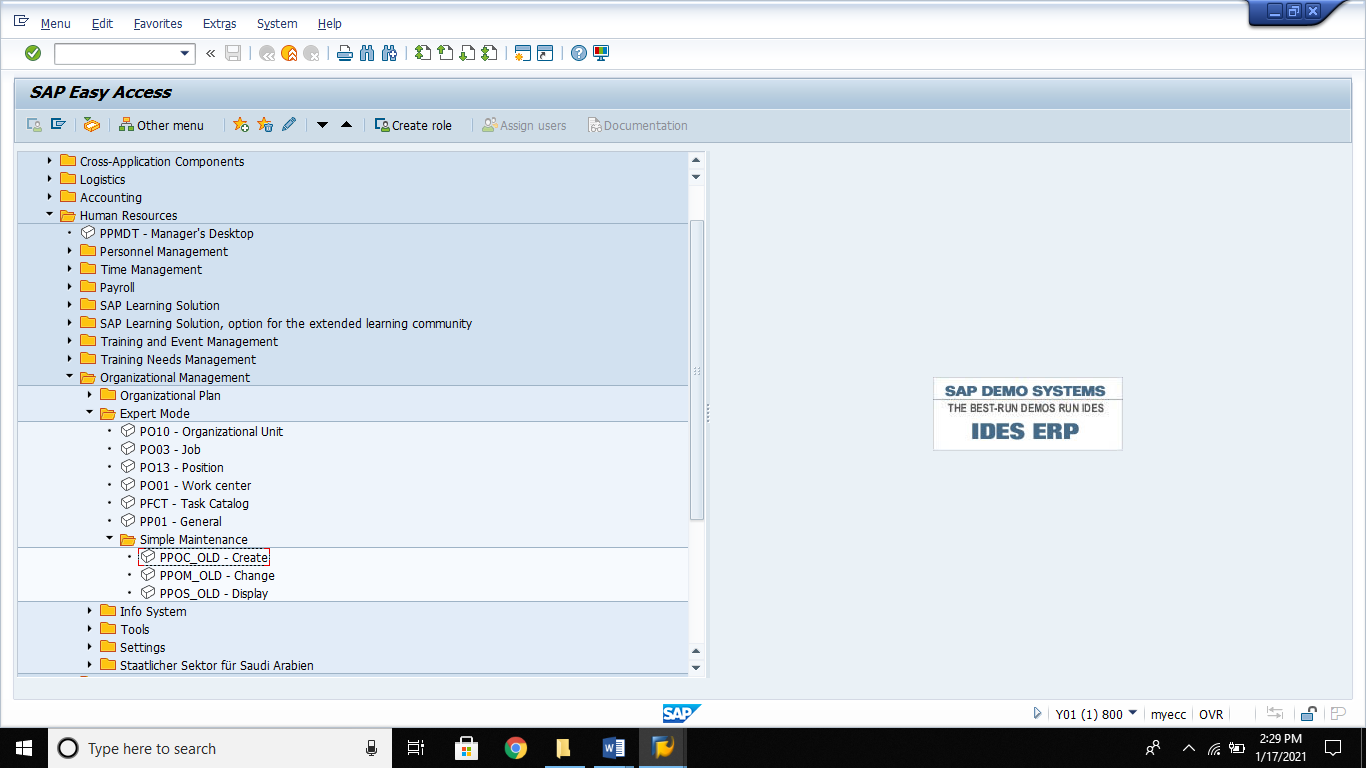 Menu Edit Favorites Extras System Help
SAP Easy Access
Other menu Create role Assign users Documentation
Cross-Application Components
Logistics
Accounting
Human Resources
PPMDT - Manager's Desktop
Personnel Management
Time Management
Payroll
SAP Learning Solution
SAP Learning Solution, option for the extended learning community
Training and Event Management
Training Needs Management
Organizational Management
Organizational Plan
Expert Mode
PO10 - Organizational Unit
PO03 - Job
PO13 - Position
PO01 - Work center
PFCT - Task Catalog
PP01 - General
Simple Maintenance
PPOC_OLD - Create
PPOM_OLD - Change
PPOS_OLD - Display
Info System
Tools
Settings
Staatlicher Sektor für Saudi Arabien
SAP DEMO SYSTEMS
THE BEST-RUN DEMOS RUN IDES
IDES ERP
SAP
Y01 (1) 800 myecc OVR
Type here to search
2:29 PM
1/17/2021